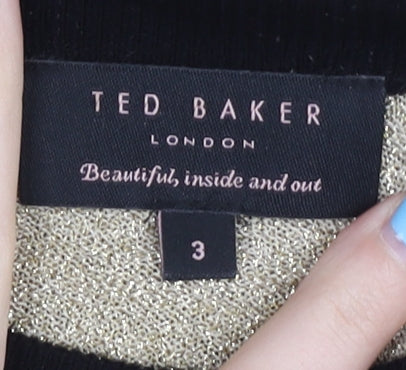 TED BAKER
LONDON
Beautiful, inside and out
3